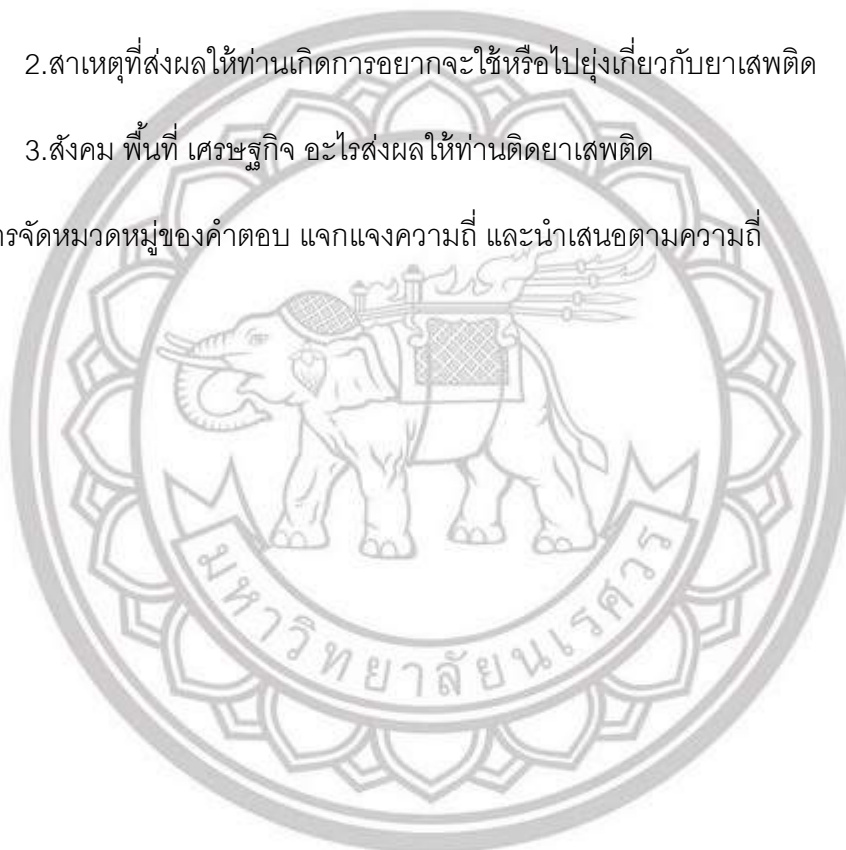 2.สาเหตุที่ส่งผลให้ท่านเกิดการอยากจะใช้หรือไปยุ่งเกี่ยวกับยาเสพติด
3.สังคม พื้นที่ เศรษฐกิจ อะไรส่งผลให้ท่านติดยาเสพติด
ารจัดหมวดหมู่ของคำตอบ แจกแจงความถี่ และนำเสนอตามความถี่
มหาวิทยาลัยนเรศวร